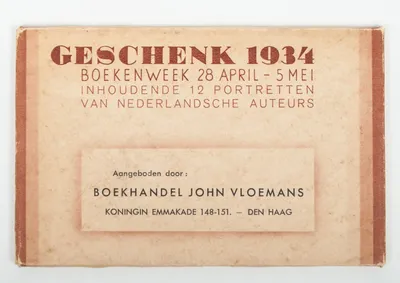 GESCHENK 1934
BOEKENWEEK 28 APRIL - 5 MEI
INHOUDENDE 12 PORTRETTEN
VAN NEDERLANDSCHE AUTEURS
Aangeboden door:
BOEKHANDEL JOHN VLOEMANS
KONINGIN EMMAKADE 148-151. — DEN HAAG